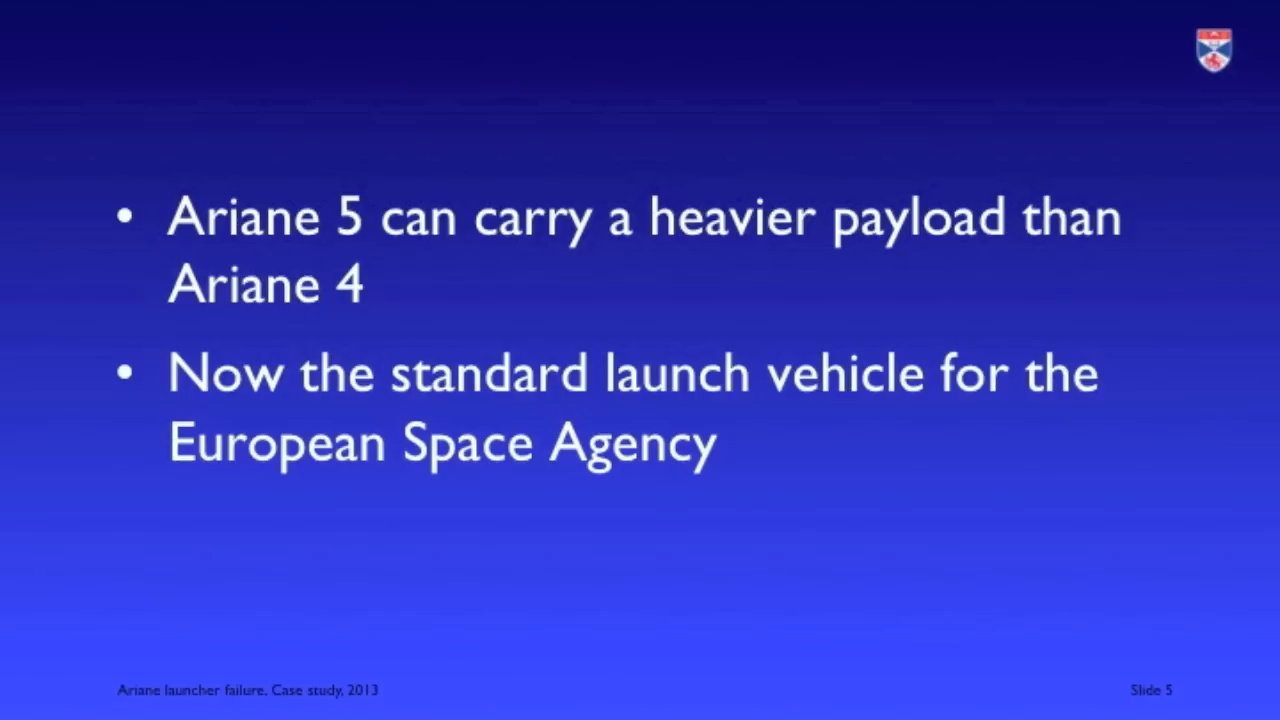 • Ariane 5 can carry a heavier payload than
Ariane 4
• Now the standard launch vehicle for the
European Space Agency
Ariane launcher failure, Case study, 2013
Slide 5